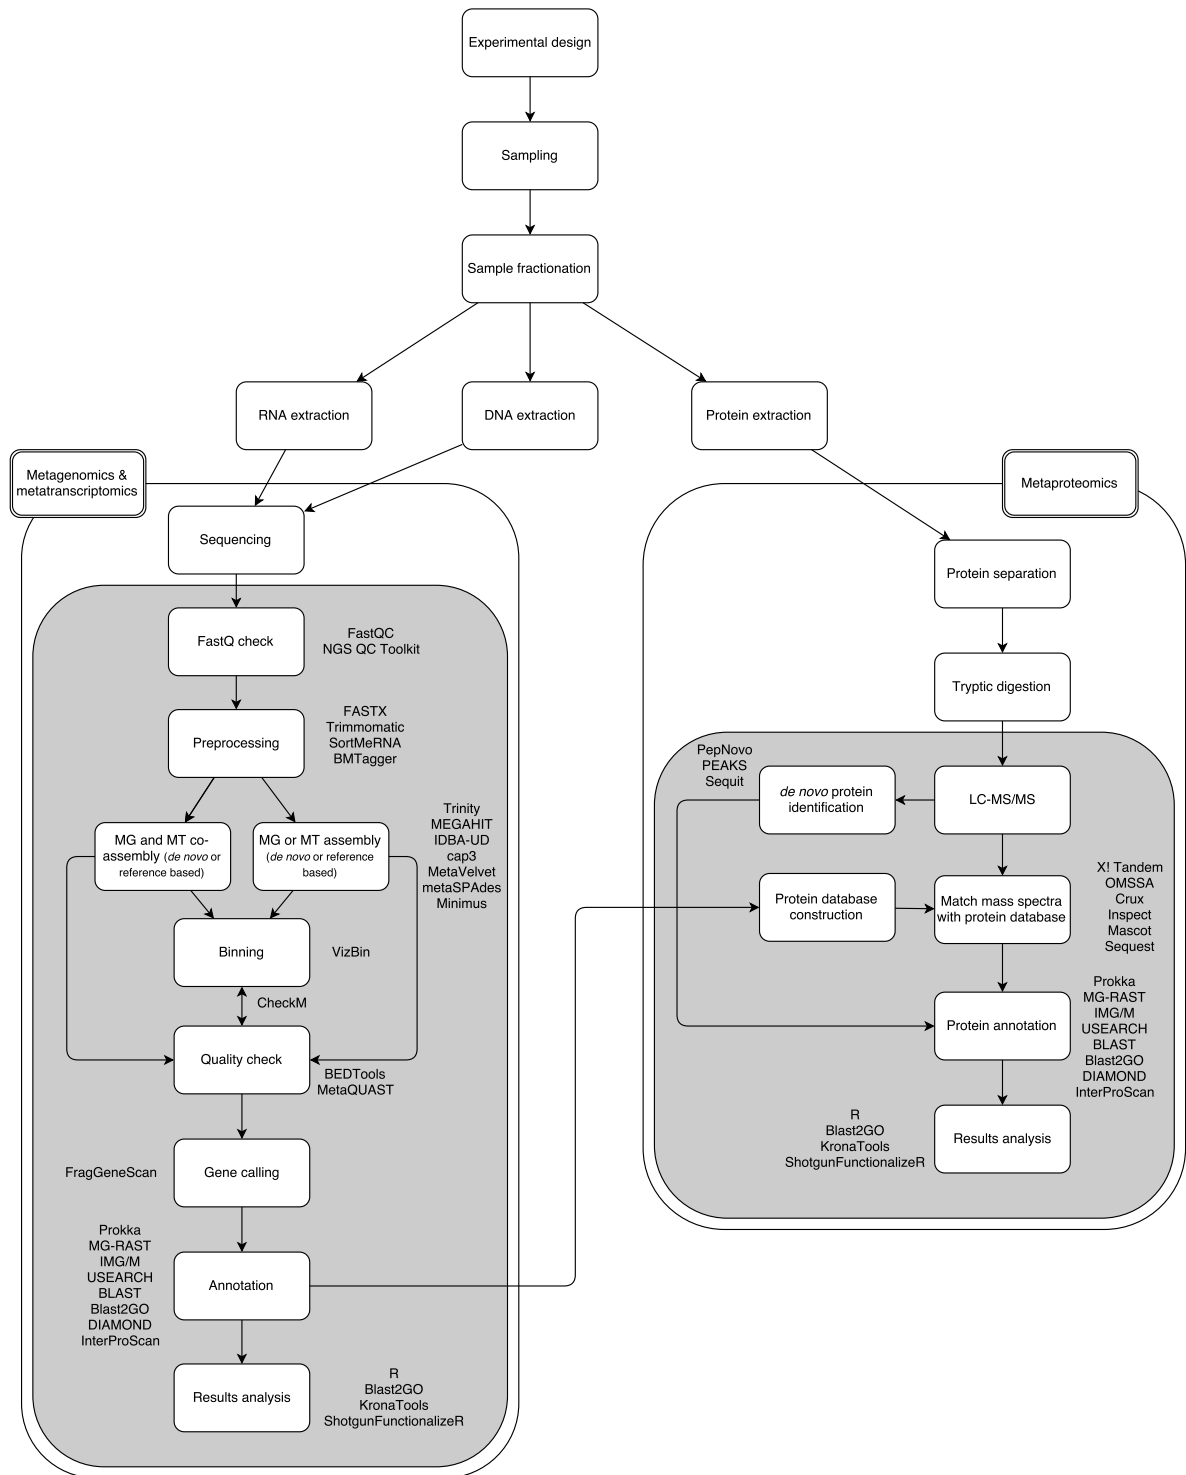 Experimental design
Sampling
Sample fractionation
RNA extraction
DNA extraction
Protein extraction
Metagenomics &
metatranscriptomics
Sequencing
FastQ check
FastQC
NGS QC Toolkit
Preprocessing
FASTX
Trimmomatic
SortMeRNA
BMTagger
MG and MT co-
assembly (de novo or
reference based)
MG or MT assembly
(de novo or reference
based)
Trinity
MEGAHIT
IDBA-UD
cap3
MetaVelvet
metaSPAdes
Minimus
Binning
VizBin
CheckM
Quality check
BEDTools
MetaQUAST
Gene calling
FragGeneScan
Prokka
MG-RAST
IMG/M
USEARCH
BLAST
Blast2GO
DIAMOND
InterProScan
Annotation
Results analysis
R
Blast2GO
KronaTools
ShotgunFunctionalizeR
Metaproteomics
Protein separation
Tryptic digestion
PepNovo
PEAKS
Sequit
de novo protein
identification
LC-MS/MS
Protein database
construction
Match mass spectra
with protein database
X! Tandem
OMSSA
Crux
Inspect
Mascot
Sequest
Protein annotation
Prokka
MG-RAST
IMG/M
USEARCH
BLAST
Blast2GO
DIAMOND
InterProScan
R
Blast2GO
KronaTools
ShotgunFunctionalizeR
Results analysis